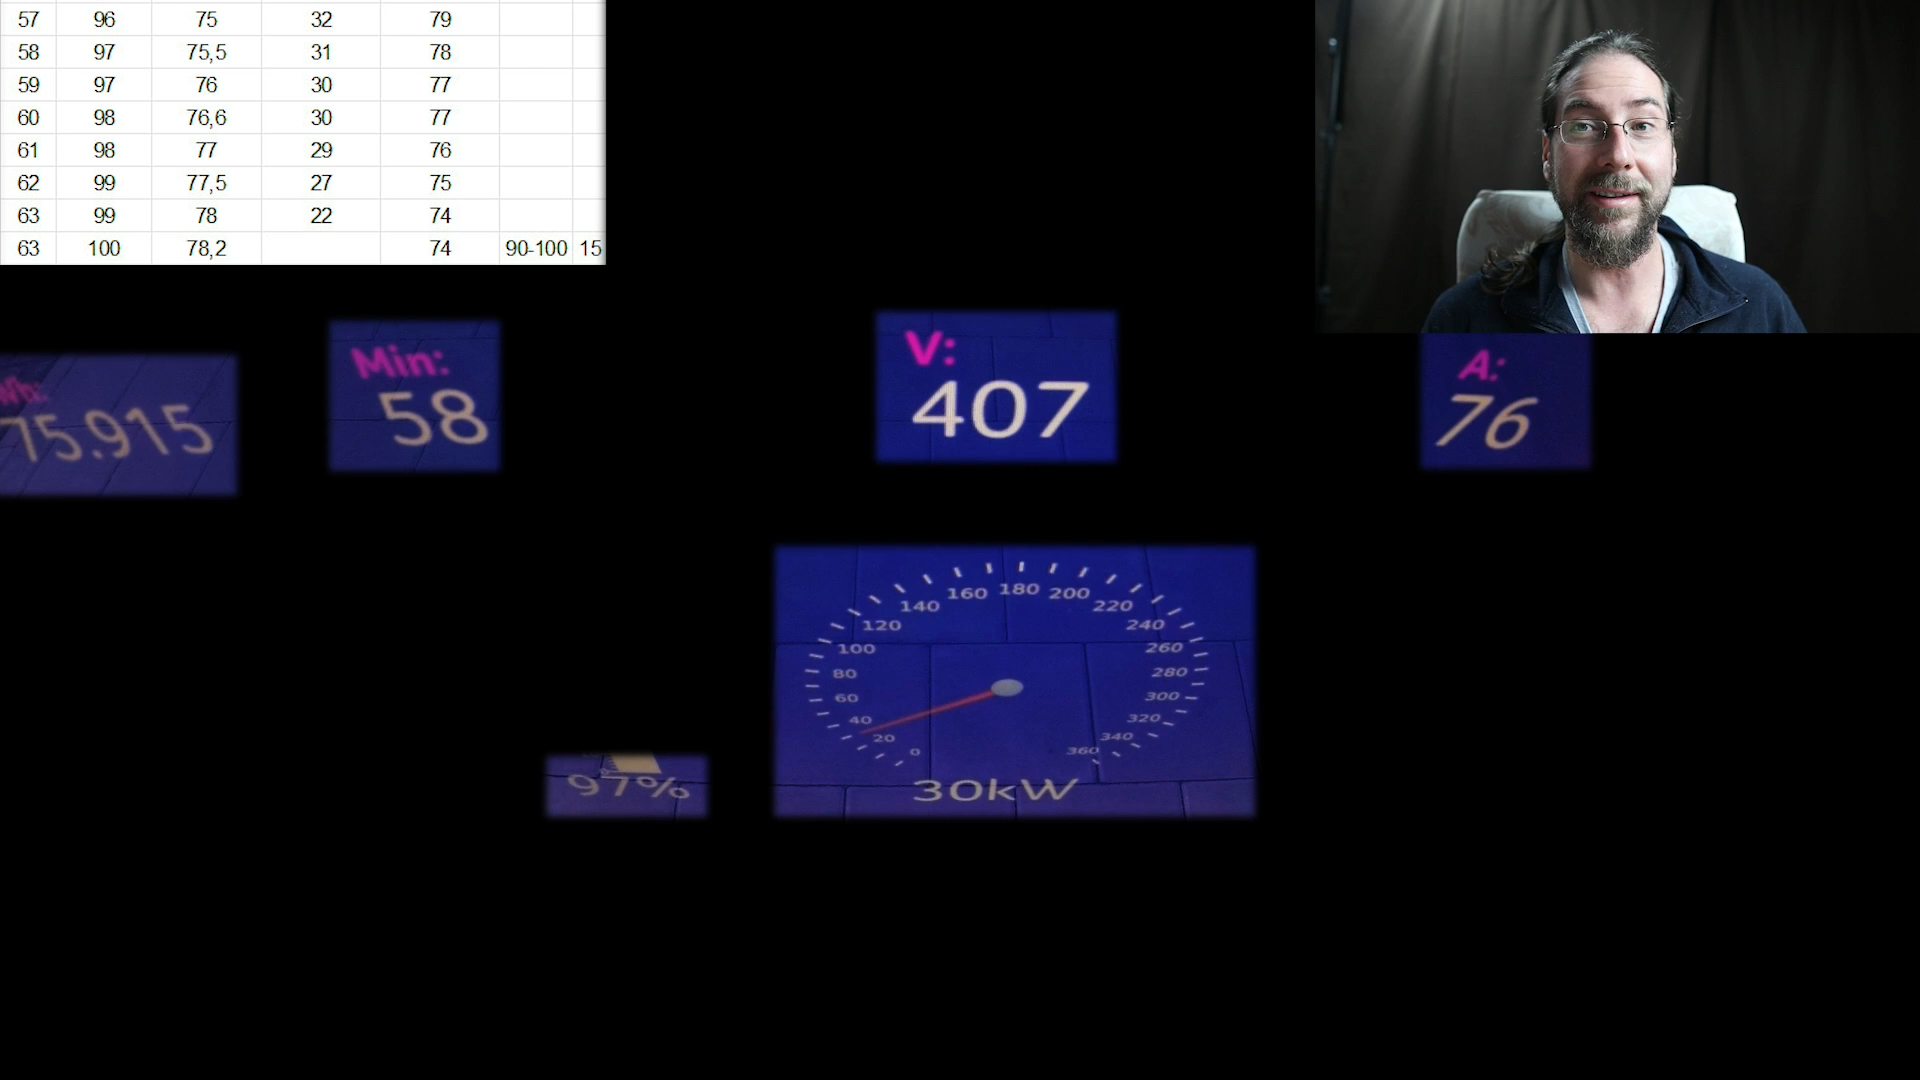 57 96 75 32 79
58 97 75,5 31 78
59 97 76 30 77
60 98 76,6 30 77
61 98 77 29 76
62 99 77,5 27 75
63 99 78 22 74
63 100 78,2 74 90-100 15
Wh:
75.915
Min:
58
V:
407
A:
76
0 20 40 60 80 100 120 140 160 180 200 220 240 260 280 300 320 340 360
30kW
97%